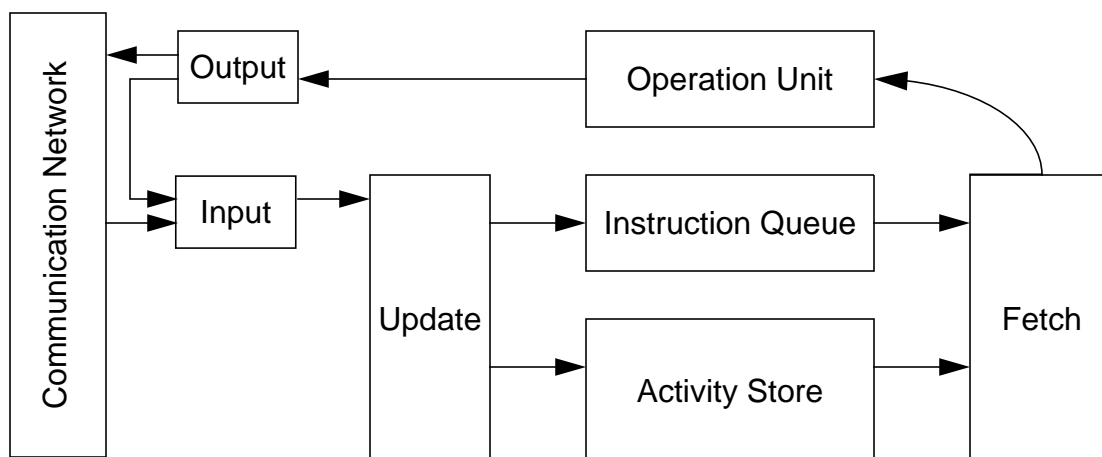 Communication Network
Output
Operation Unit
Input
Instruction Queue
Update
Fetch
Activity Store